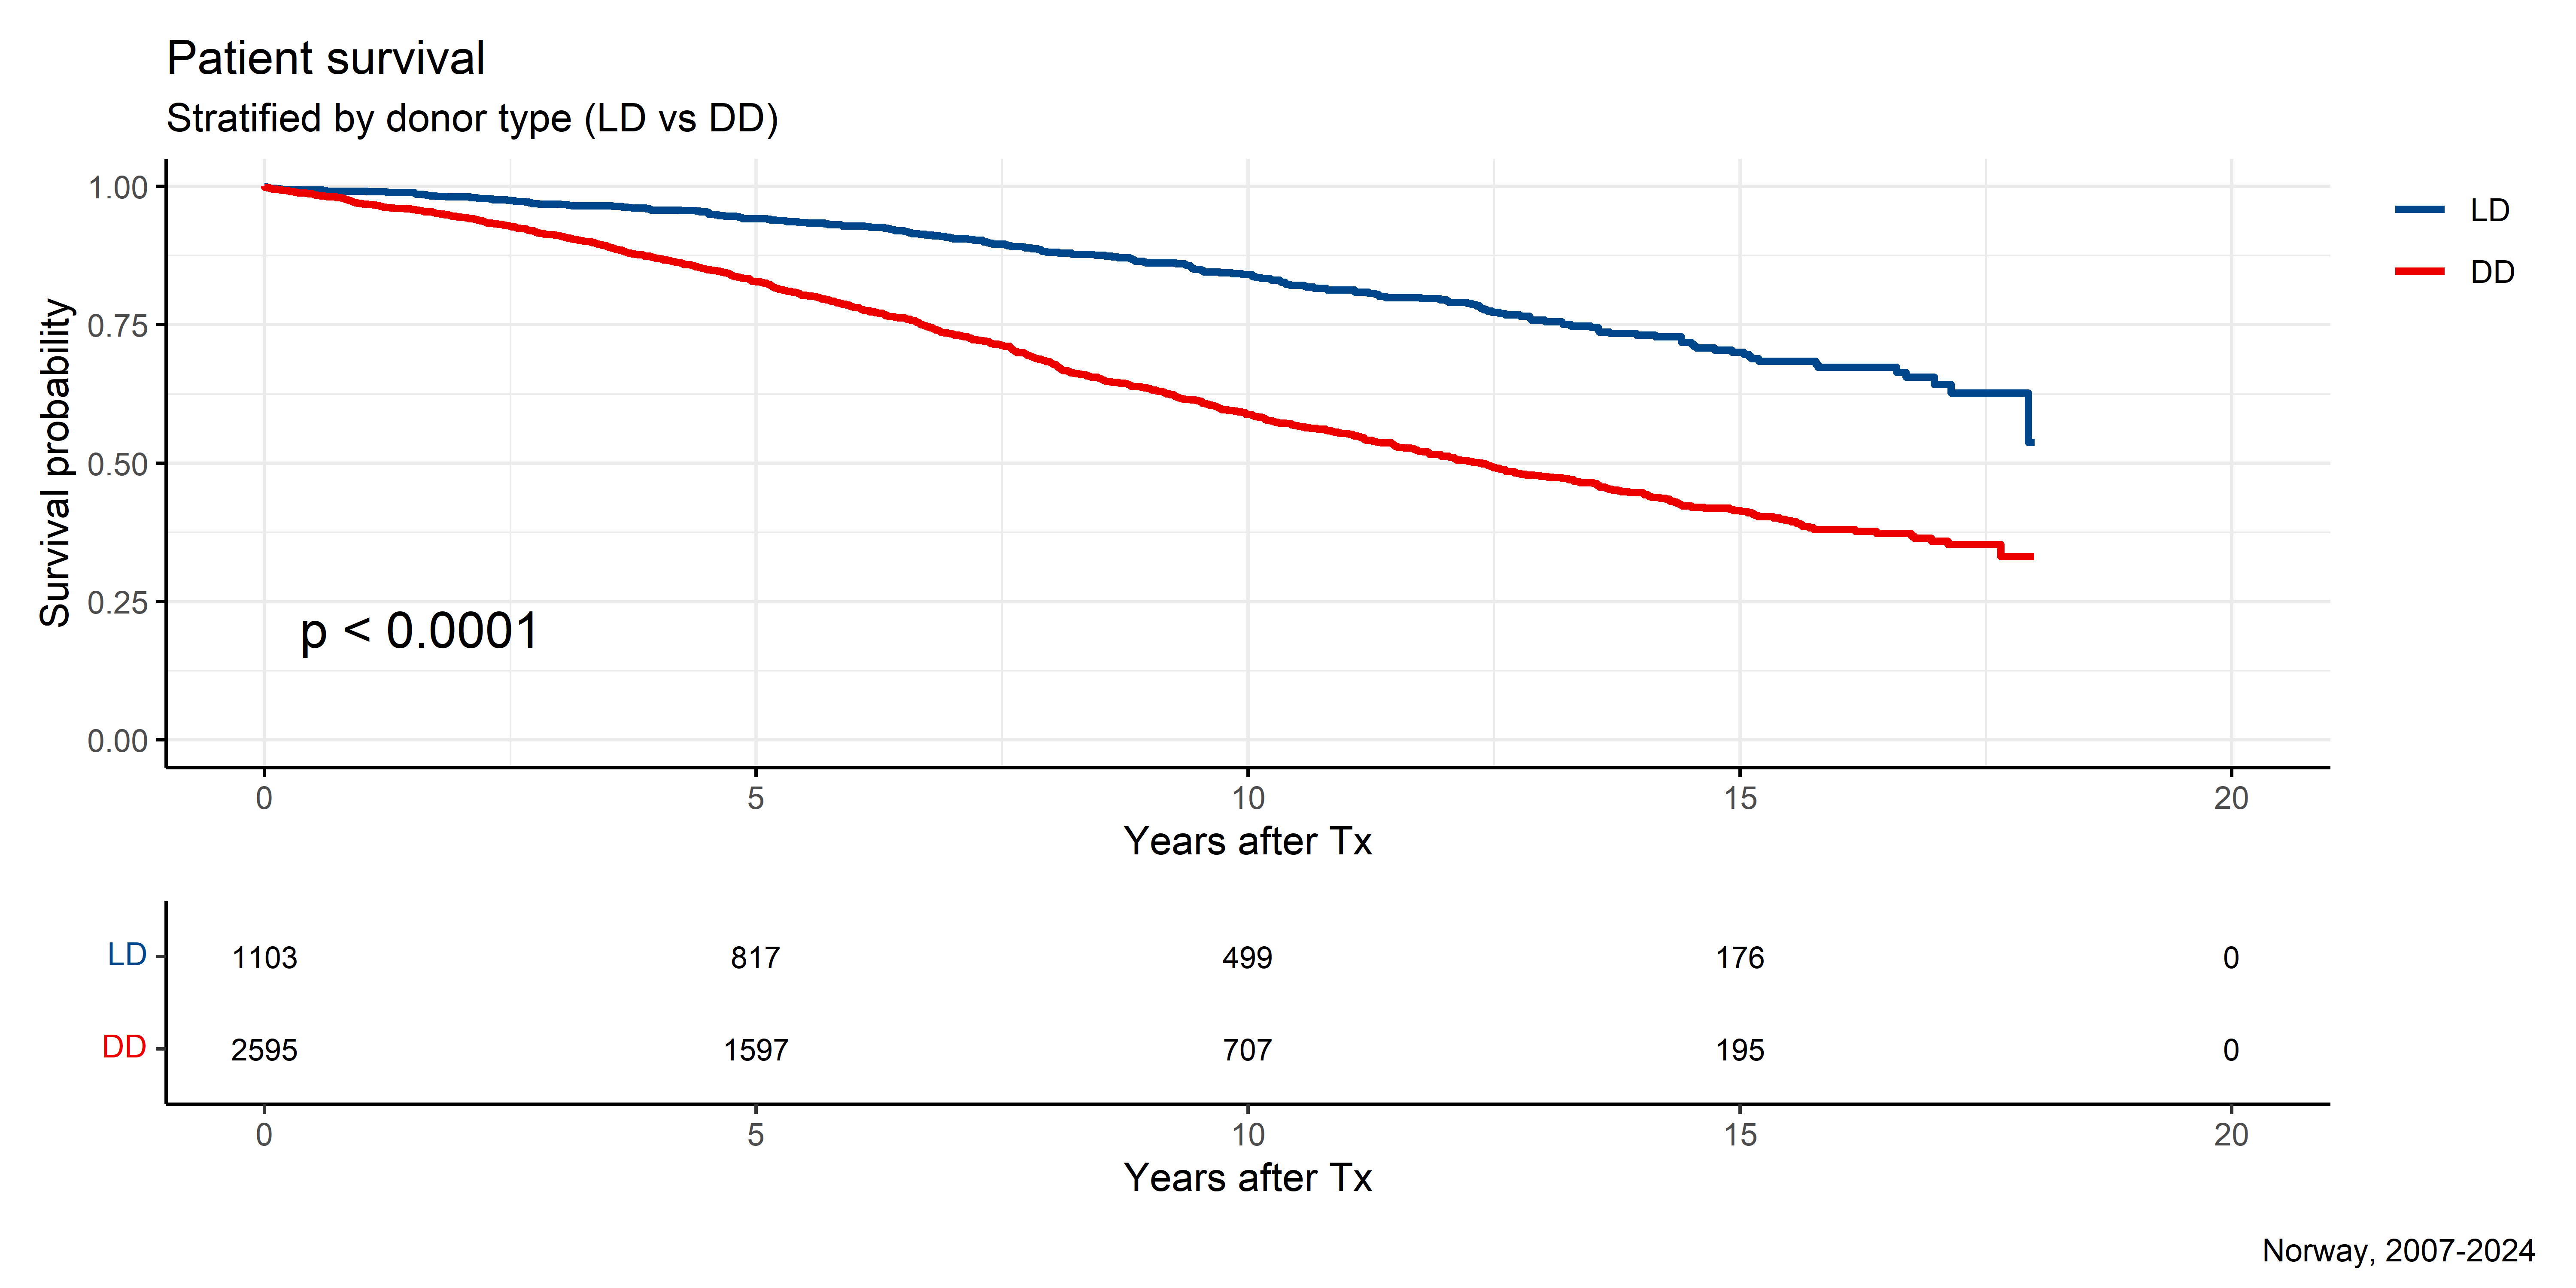 Patient survival
Stratified by donor type (LD vs DD)
1.00
0.75
0.50
0.25
0.00
Survival probability
p < 0.0001
LD
DD
0 5 10 15 20
Years after Tx
LD 1103 817 499 176 0
DD 2595 1597 707 195 0
0 5 10 15 20
Years after Tx
Norway, 2007-2024